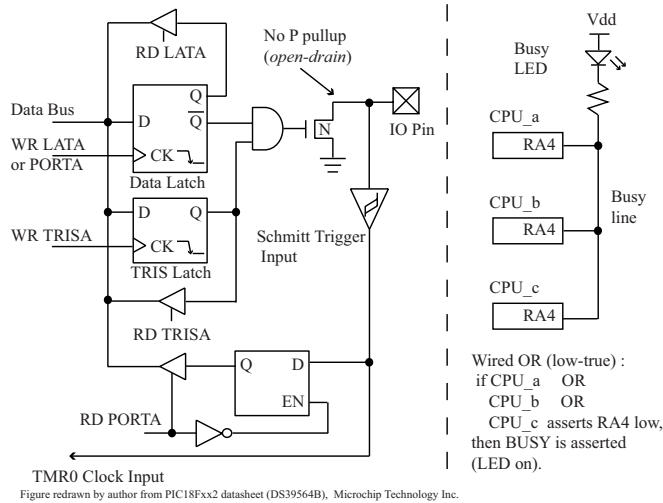 No P pullup
(open-drain)
RD LATA
Data Bus
D
Q
Q
WR LATA
or PORTA
CK
Data Latch
N
IO Pin
D
Q
WR TRISA
CK
TRIS Latch
Schmitt Trigger
Input
RD TRISA
Q
D
EN
RD PORTA
TMR0 Clock Input
Vdd
Busy
LED
CPU_a
RA4
CPU_b
RA4
Busy
line
CPU_c
RA4
Wired OR (low-true) :
if CPU_a OR
CPU_b OR
CPU_c asserts RA4 low,
then BUSY is asserted
(LED on).
Figure redrawn by author from PIC18Fxx2 datasheet (DS39564B), Microchip Technology Inc.